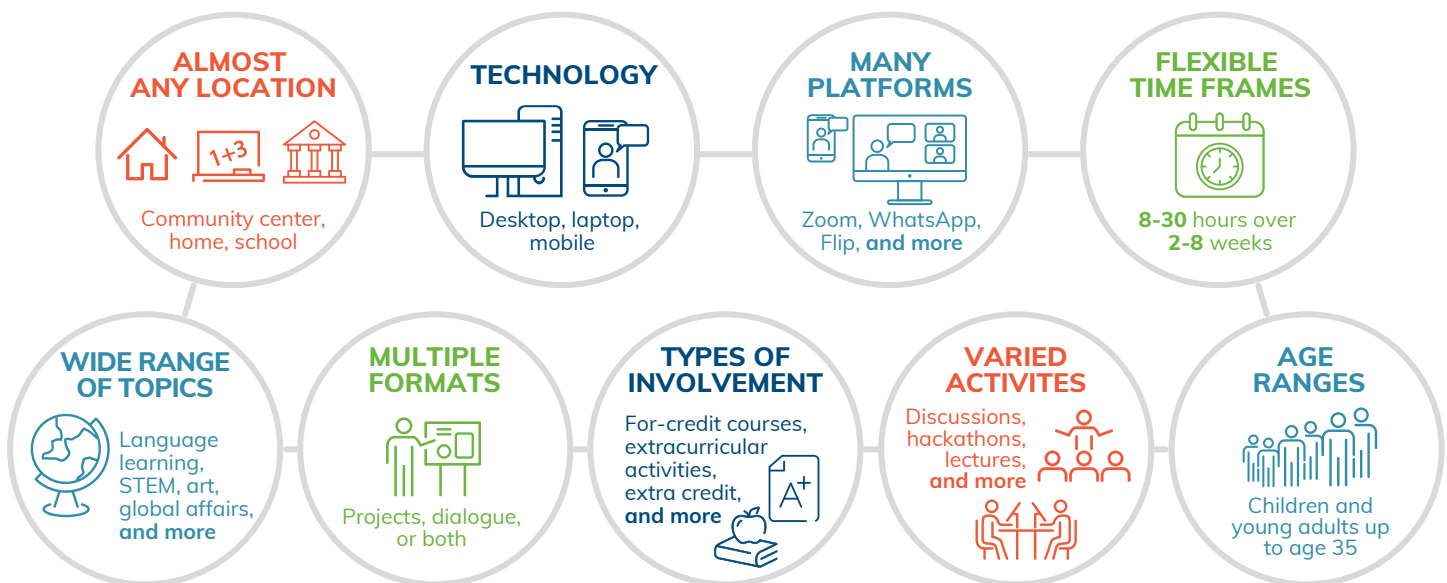 ALMOST
ANY LOCATION
1+3
Community center,
home, school
TECHNOLOGY
Desktop, laptop,
mobile
MANY
PLATFORMS
Zoom, WhatsApp,
Flip, and more
FLEXIBLE
TIME FRAMES
8-30 hours over
2-8 weeks
WIDE RANGE
OF TOPICS
Language
learning,
STEM, art,
global affairs,
and more
MULTIPLE
FORMATS
Projects, dialogue,
or both
TYPES OF
INVOLVEMENT
For-credit courses,
extracurricular
activities,
extra credit,
and more
A+
VARIED
ACTIVITES
Discussions,
hackathons,
lectures,
and more
AGE
RANGES
Children and
young adults up
to age 35